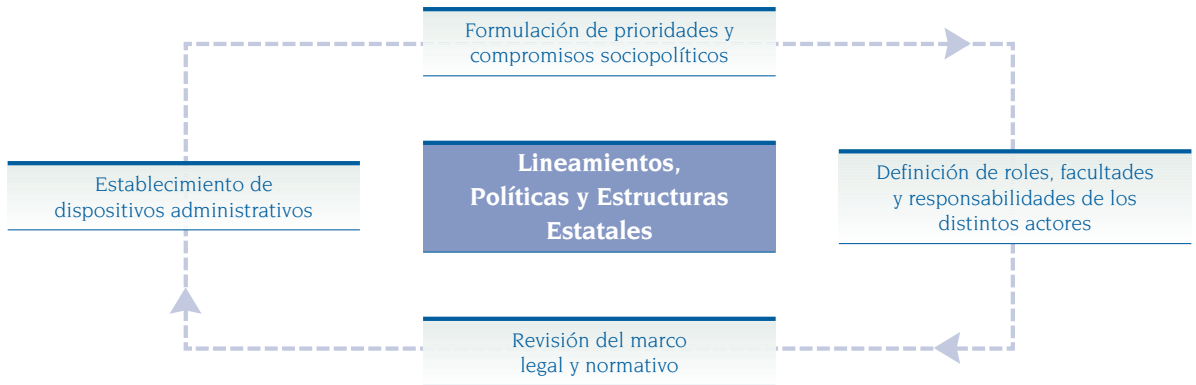 Formulación de prioridades y
compromisos sociopolíticos
Lineamientos,
Políticas y Estructuras
Estatales
Establecimiento de
dispositivos administrativos
Definición de roles, facultades
y responsabilidades de los
distintos actores
Revisión del marco
legal y normativo